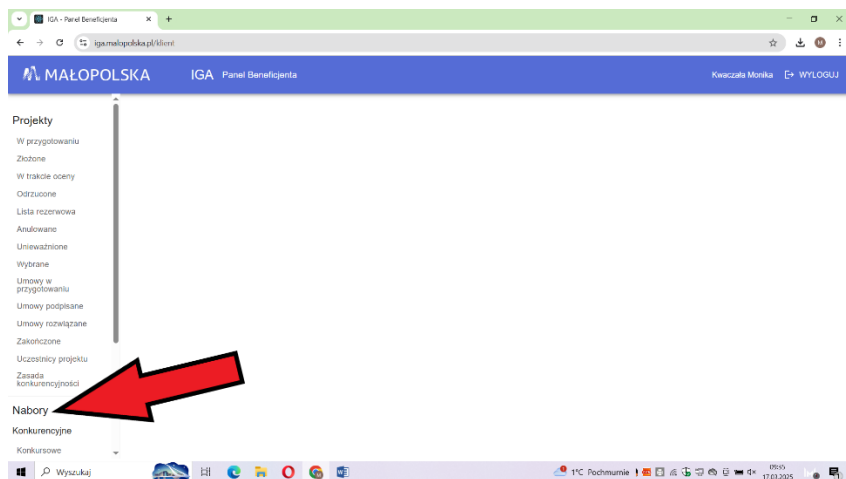 IGA - Panel Beneficjenta
iga.malopolska.pl/klient
MAŁOPOLSKA
IGA Panel Beneficjenta
Kwaczała Monika
WYLOGUJ
Projekty
W przygotowaniu
Złożone
W trakcie oceny
Odrzucone
Lista rezerwowa
Anulowane
Unieważnione
Wybrane
Umowy w
przygotowaniu
Umowy podpisane
Umowy rozwiązane
Zakończone
Uczestnicy projektu
Zasada
konkurencyjności
Nabory
Konkurencyjne
Konkursowe
Wyszukaj
1°C Pochmurnie
09:35
17.03.2025